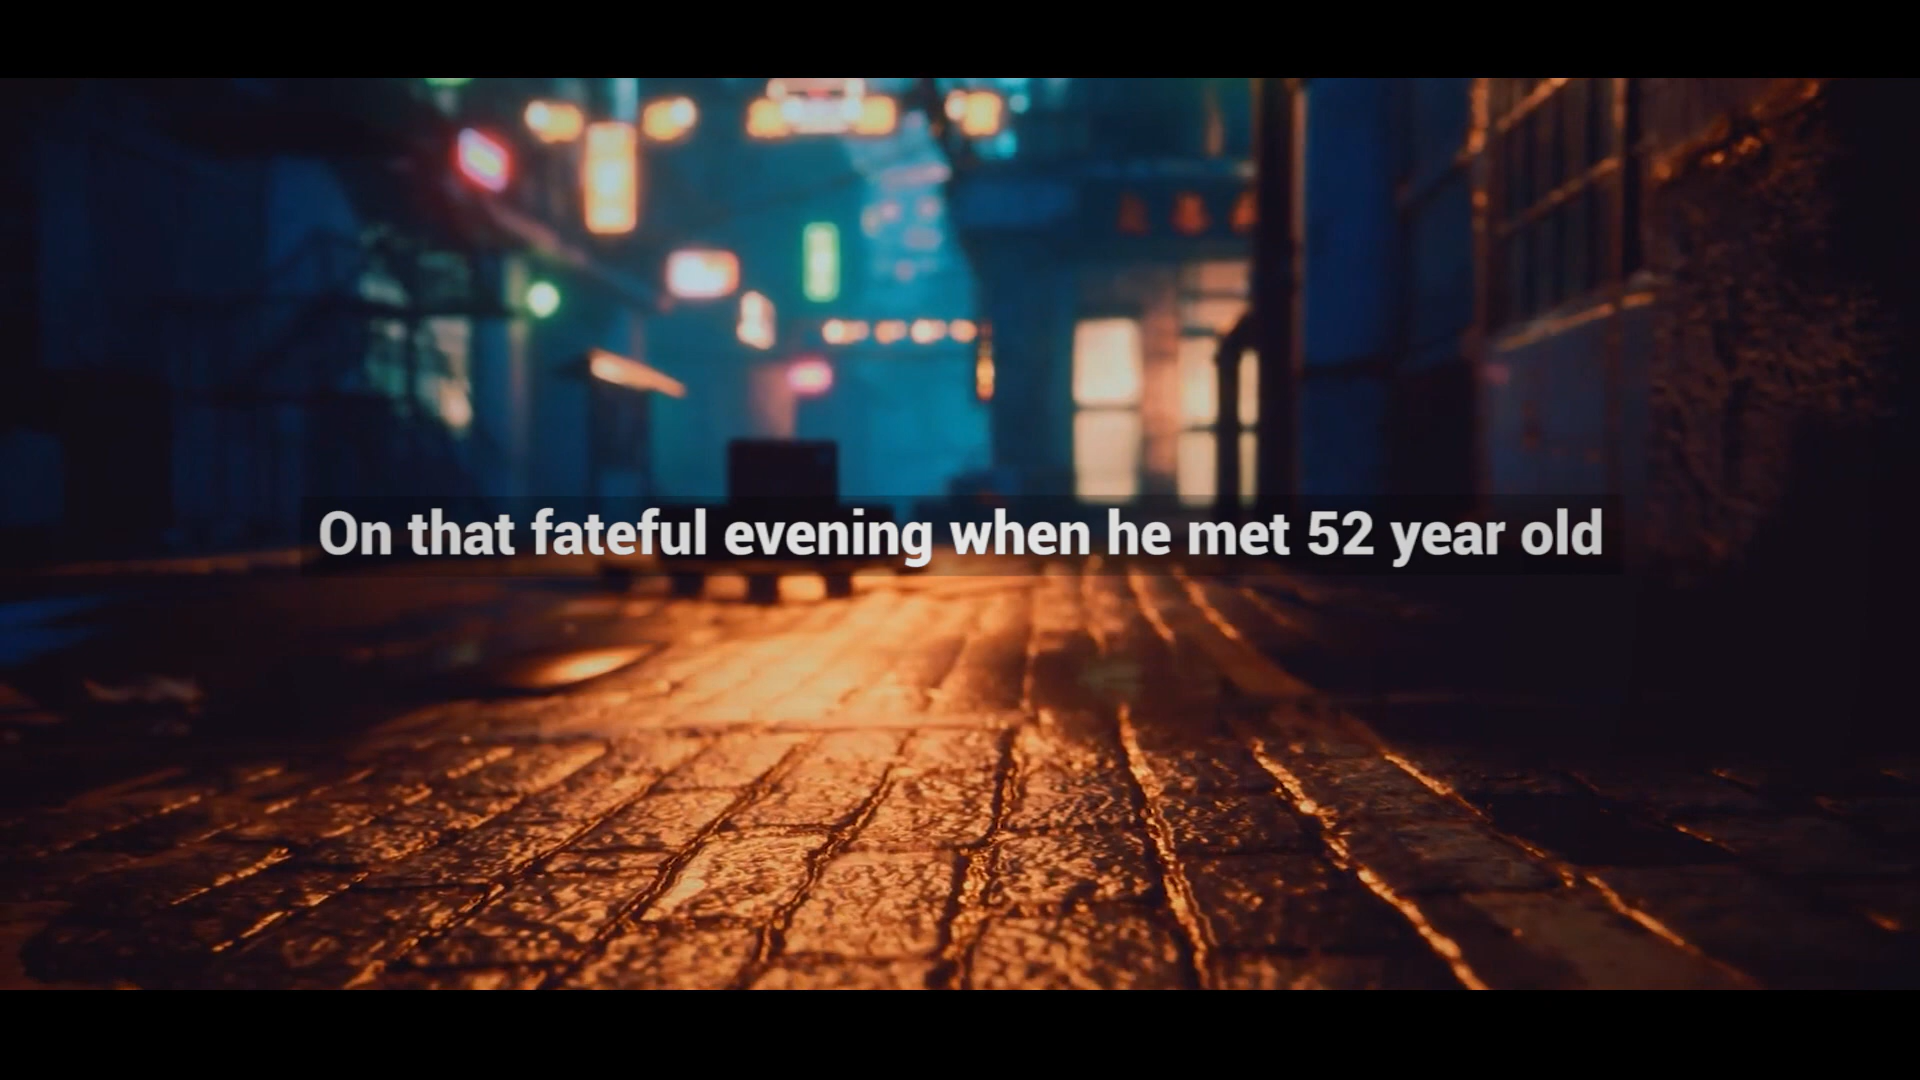 On that fateful evening when he met 52 year old